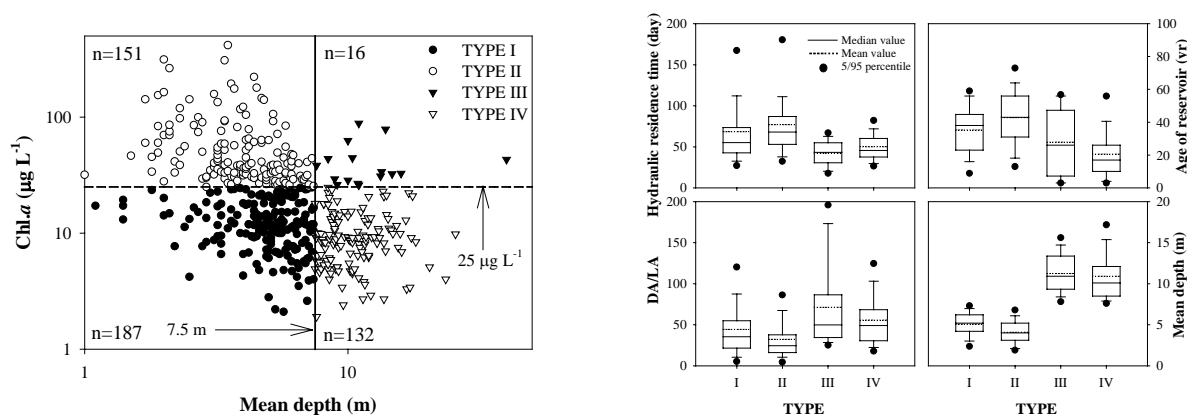 n=151
n=16
TYPE I
TYPE II
TYPE III
TYPE IV
100
10
1
Chl.a (µg L-1)
25 µg L-1
n=187
7.5 m
n=132
1
10
Mean depth (m)
Hydraulic residence time (day)
200
150
100
50
0
Median value
Mean value
5/95 percentile
100
80
60
40
20
0
Age of reservoir (yr)
DA/LA
200
150
100
50
0
20
15
10
5
0
Mean depth (m)
I II III IV
I II III IV
TYPE
TYPE